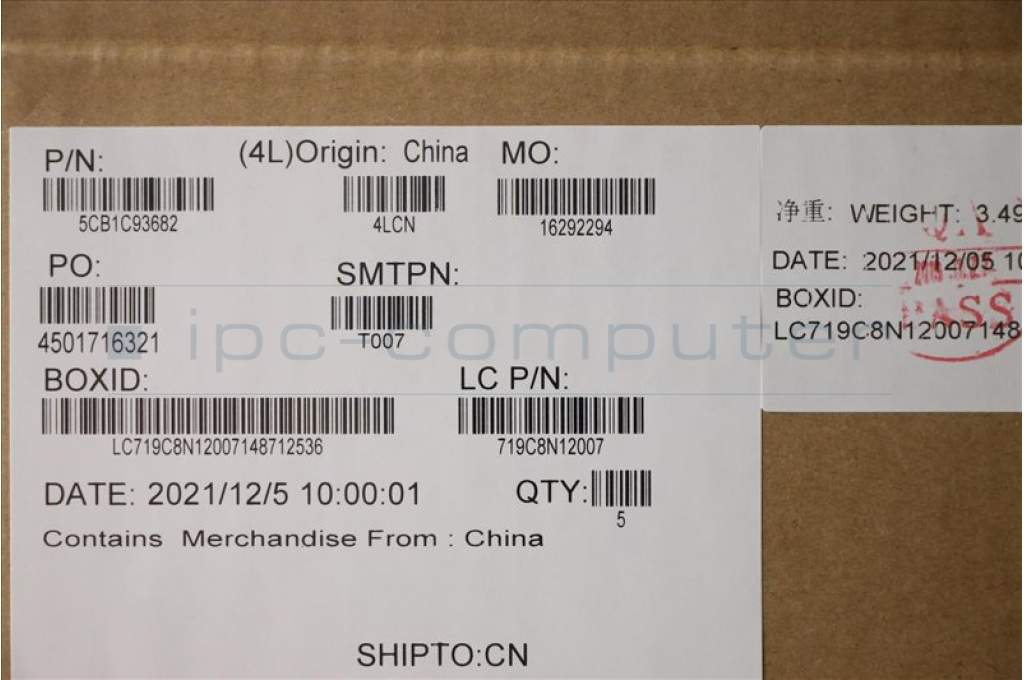 P/N:
5CB1C93682
(4L)Origin: China
4LCN
MO:
16292294
PO:
4501716321
SMTPN:
T007
BOXID:
LC719C8N12007148712536
LC P/N:
719C8N12007
DATE: 2021/12/5 10:00:01
QTY:
5
Contains Merchandise From : China
SHIPTO:CN
净重: WEIGHT: 3.49
DATE: 2021/12/05 10
BOXID:
LC719C8N12007148
PASS
ipc-computer